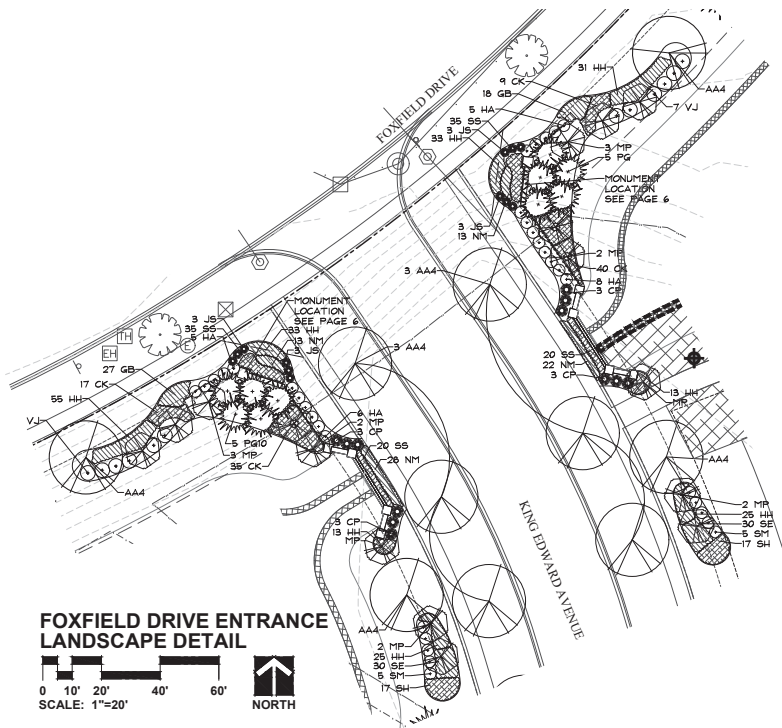 FOXFIELD DRIVE
31 HH
9 CK
18 GB
5 HA
35 SS
3 JS
33 HH
AA4
7 VJ
3 MP
5 PG
MONUMENT
LOCATION
SEE PAGE 6
3 JS
13 NM
2 MP
40 CK
8 HA
3 CP
3 AA4
20 SS
22 NM
3 CP
13 HH
MP
MONUMENT
LOCATION
SEE PAGE 6
3 JS
35 SS
5 HA
33 HH
13 NM
3 JS
TH
EH
E
P
P
27 GB
17 CK
55 HH
VJ
AA4
3 AA4
5 PG10
3 MP
35 CK
6 HA
2 MP
3 CP
20 SS
28 NM
3 CP
13 HH
MP
AA4
2 MP
25 HH
30 SE
5 SM
17 SH
KING EDWARD AVENUE
AA4
2 MP
25 HH
30 SE
5 SM
17 SH
FOXFIELD DRIVE ENTRANCE
LANDSCAPE DETAIL
0 10' 20' 40' 60'
SCALE: 1"=20'
NORTH